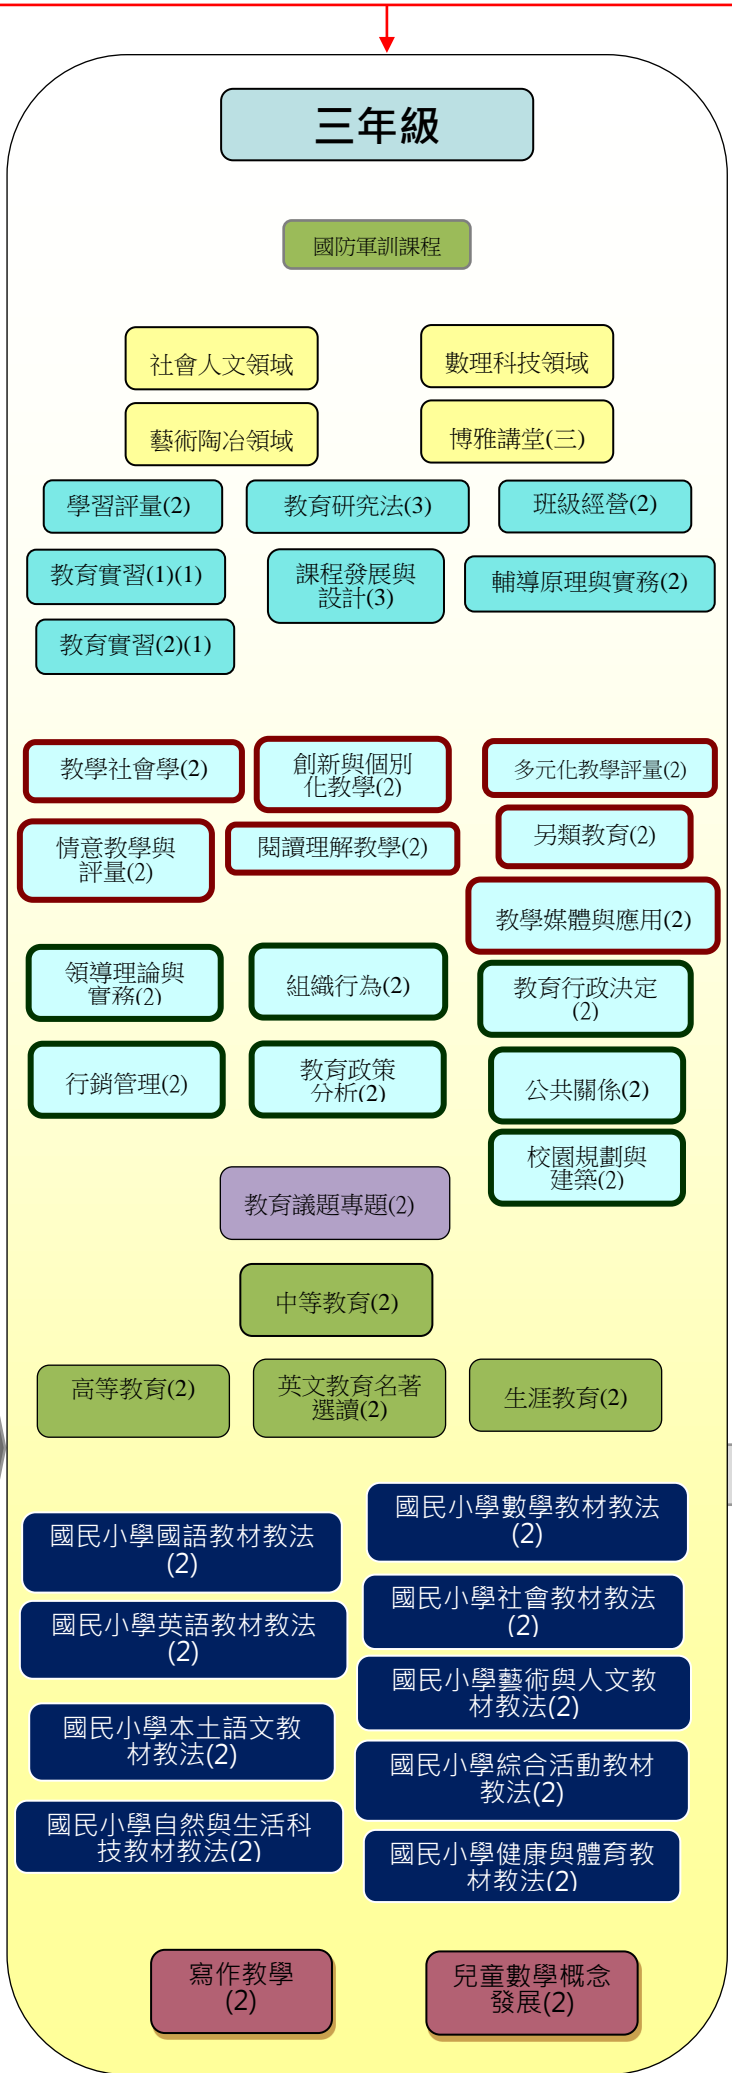 三年級
國防軍訓課程
社會人文領域
數理科技領域
藝術陶冶領域
博雅講堂(三)
學習評量(2)
教育研究法(3)
班級經營(2)
教育實習(1)(1)
課程發展與
設計(3)
輔導原理與實務(2)
教育實習(2)(1)
教學社會學(2)
創新與個別
化教學(2)
多元化教學評量(2)
情意教學與
評量(2)
閱讀理解教學(2)
另類教育(2)
教學媒體與應用(2)
領導理論與
實務(2)
組織行為(2)
教育行政決定
(2)
行銷管理(2)
教育政策
分析(2)
公共關係(2)
校園規劃與
建築(2)
教育議題專題(2)
中等教育(2)
高等教育(2)
英文教育名著
選讀(2)
生涯教育(2)
國民小學國語教材教法
(2)
國民小學數學教材教法
(2)
國民小學英語教材教法
(2)
國民小學社會教材教法
(2)
國民小學本土語文教
材教法(2)
國民小學藝術與人文教
材教法(2)
國民小學自然與生活科
技教材教法(2)
國民小學綜合活動教材
教法(2)
國民小學健康與體育教
材教法(2)
寫作教學
(2)
兒童數學概念
發展(2)